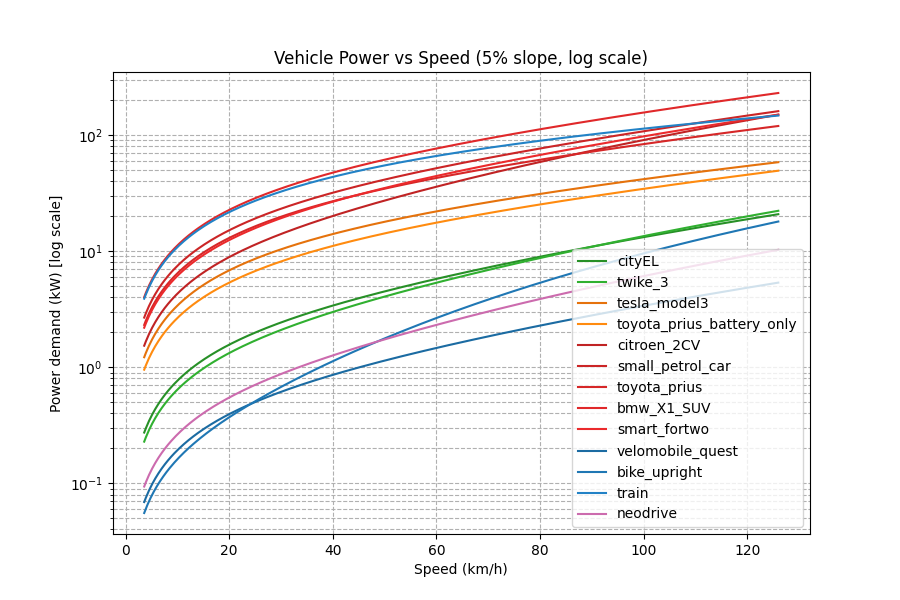 Vehicle Power vs Speed (5% slope, log scale)
Power demand (kW) [log scale]
10²
10¹
10⁰
10⁻¹
cityEL
twike_3
tesla_model3
toyota_prius_battery_only
citroen_2CV
small_petrol_car
toyota_prius
bmw_X1_SUV
smart_fortwo
velomobile_quest
bike_upright
train
neodrive
0 20 40 60 80 100 120
Speed (km/h)